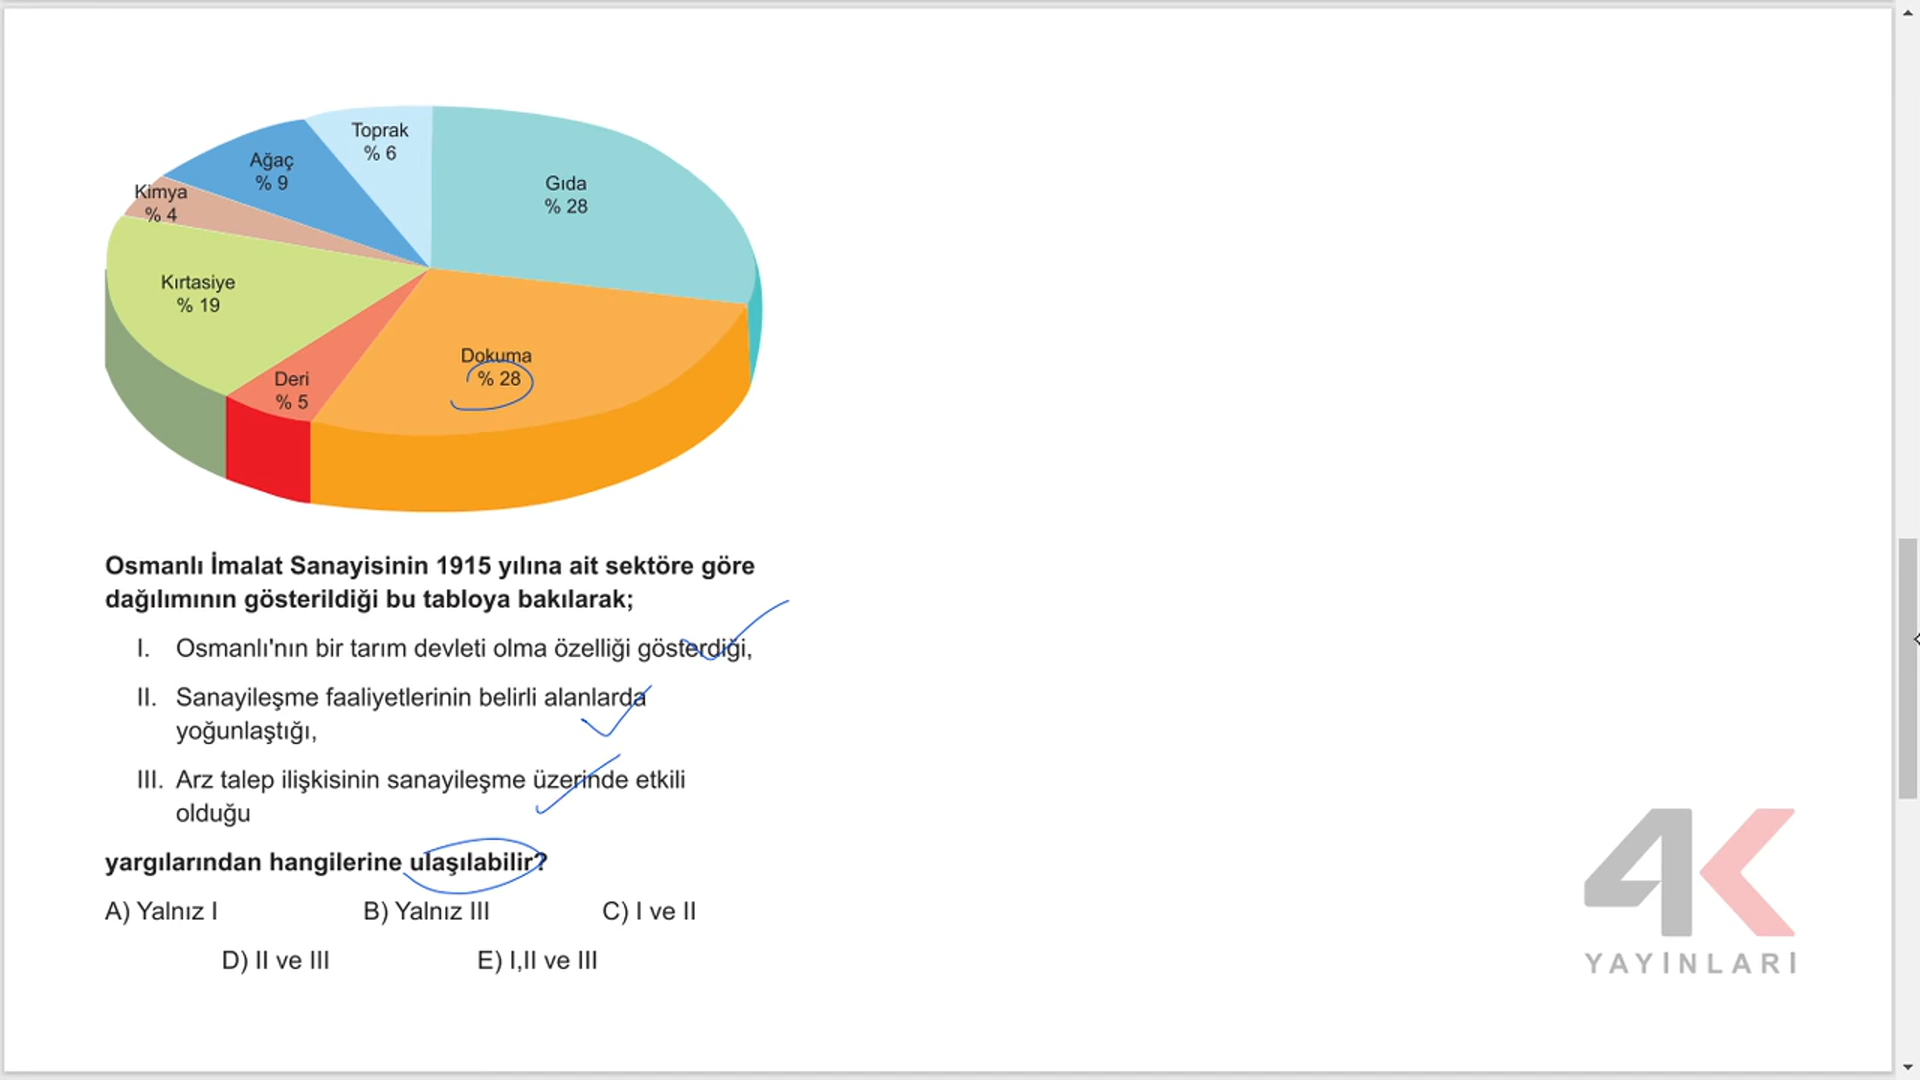 Toprak
% 6
Ağaç
% 9
Gıda
% 28
Kimya
% 4
Kırtasiye
% 19
Dokuma
% 28
Deri
% 5
Osmanlı İmalat Sanayisinin 1915 yılına ait sektöre göre
dağılımının gösterildiği bu tabloya bakılarak;
I. Osmanlı'nın bir tarım devleti olma özelliği gösterdiği,
II. Sanayileşme faaliyetlerinin belirli alanlarda
yoğunlaştığı,
III. Arz talep ilişkisinin sanayileşme üzerinde etkili
olduğu
yargılarından hangilerine ulaşılabilir?
A) Yalnız I B) Yalnız III C) I ve II
D) II ve III E) I,II ve III
4K
YAYINLARI